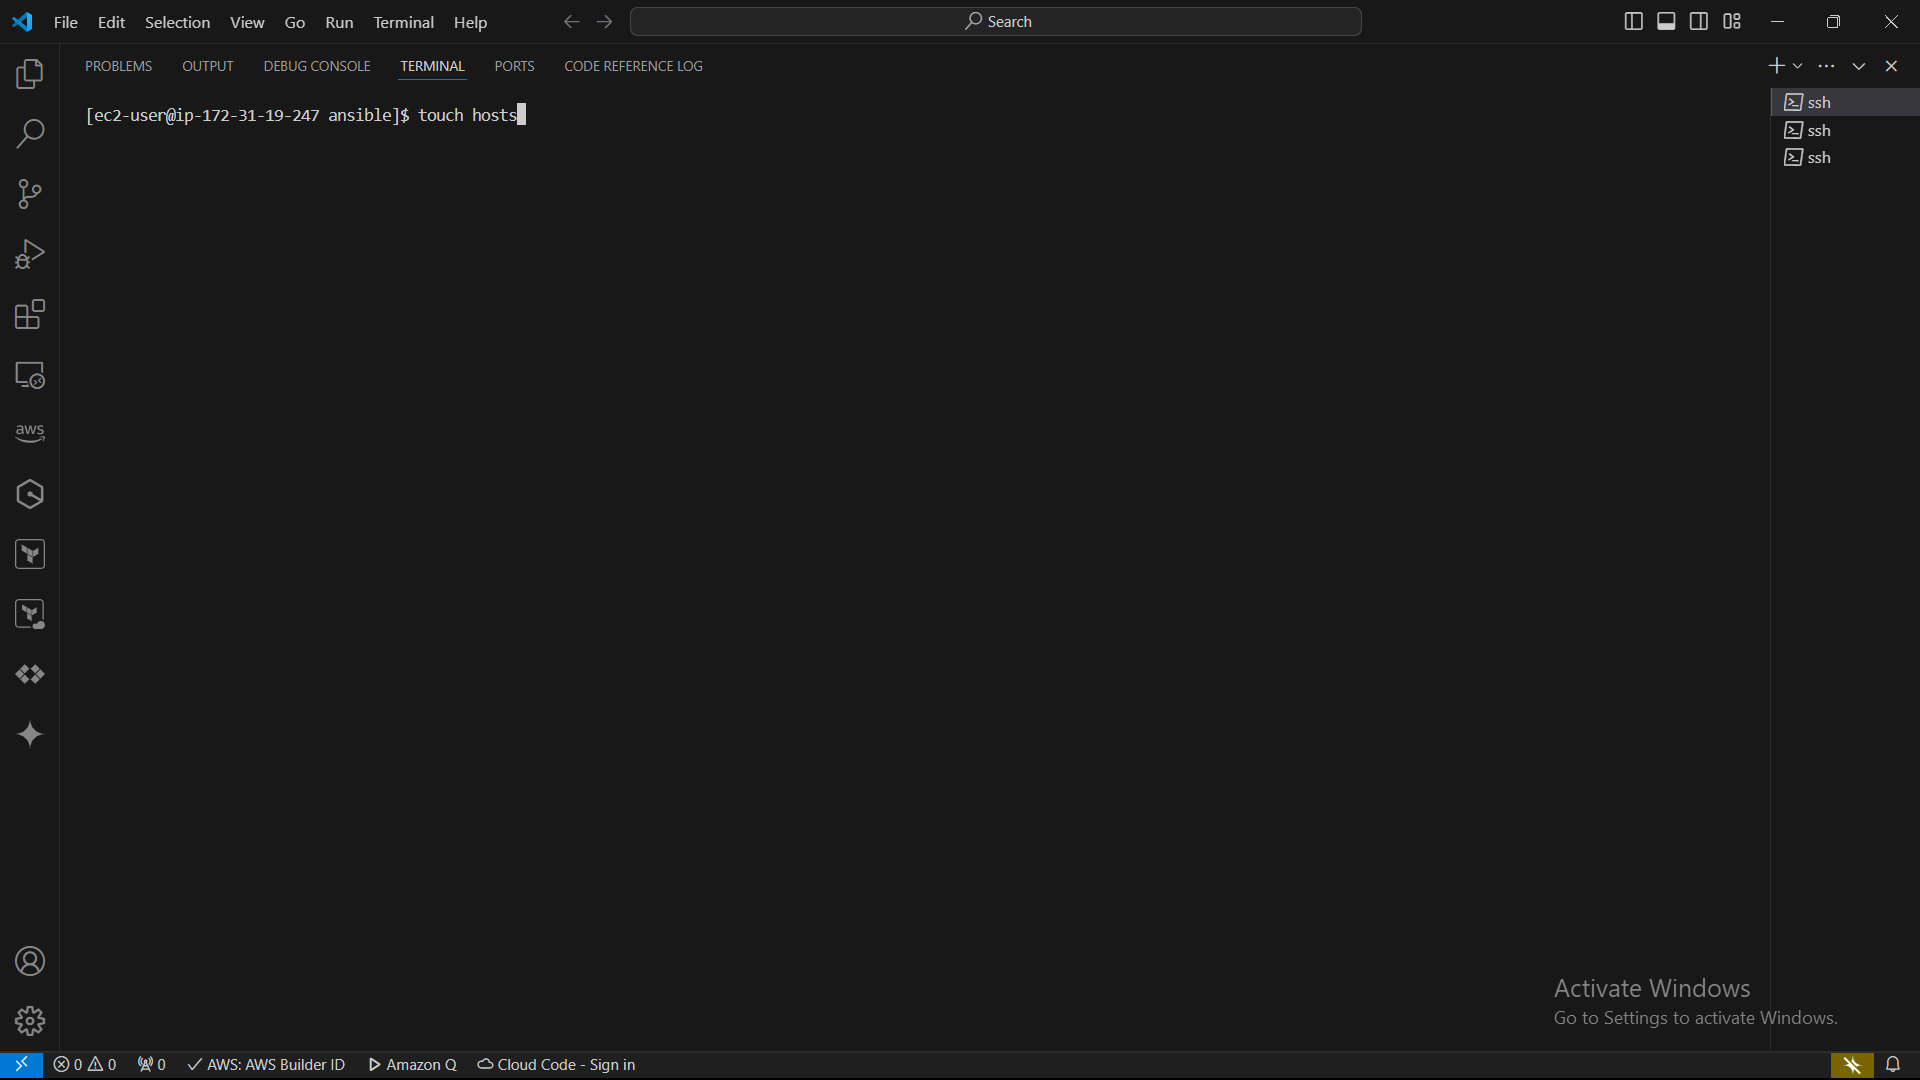 File Edit Selection View Go Run Terminal Help
Search
PROBLEMS OUTPUT DEBUG CONSOLE TERMINAL PORTS CODE REFERENCE LOG
[ec2-user@ip-172-31-19-247 ansible]$ touch hosts
ssh
ssh
ssh
aws
Activate Windows
Go to Settings to activate Windows.
0 0 0 AWS: AWS Builder ID Amazon Q Cloud Code - Sign in